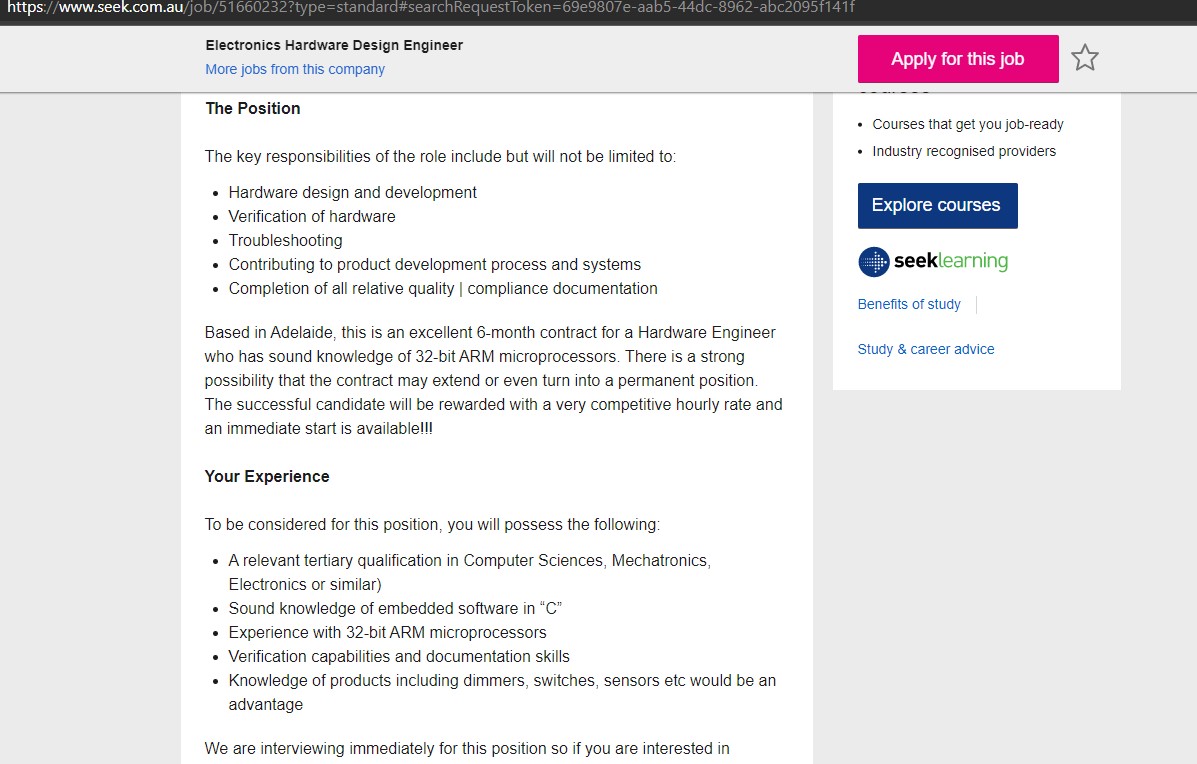 https://www.seek.com.au/job/51660232?type=standard#searchRequestToken=69e9807e-aab5-44dc-8962-abc2095f141f
Electronics Hardware Design Engineer
More jobs from this company
Apply for this job
The Position
The key responsibilities of the role include but will not be limited to:
• Hardware design and development
• Verification of hardware
• Troubleshooting
• Contributing to product development process and systems
• Completion of all relative quality | compliance documentation
Based in Adelaide, this is an excellent 6-month contract for a Hardware Engineer
who has sound knowledge of 32-bit ARM microprocessors. There is a strong
possibility that the contract may extend or even turn into a permanent position.
The successful candidate will be rewarded with a very competitive hourly rate and
an immediate start is available!!!
Your Experience
To be considered for this position, you will possess the following:
• A relevant tertiary qualification in Computer Sciences, Mechatronics,
Electronics or similar)
• Sound knowledge of embedded software in “C”
• Experience with 32-bit ARM microprocessors
• Verification capabilities and documentation skills
• Knowledge of products including dimmers, switches, sensors etc would be an
advantage
We are interviewing immediately for this position so if you are interested in
• Courses that get you job-ready
• Industry recognised providers
Explore courses
seeklearning
Benefits of study
Study & career advice